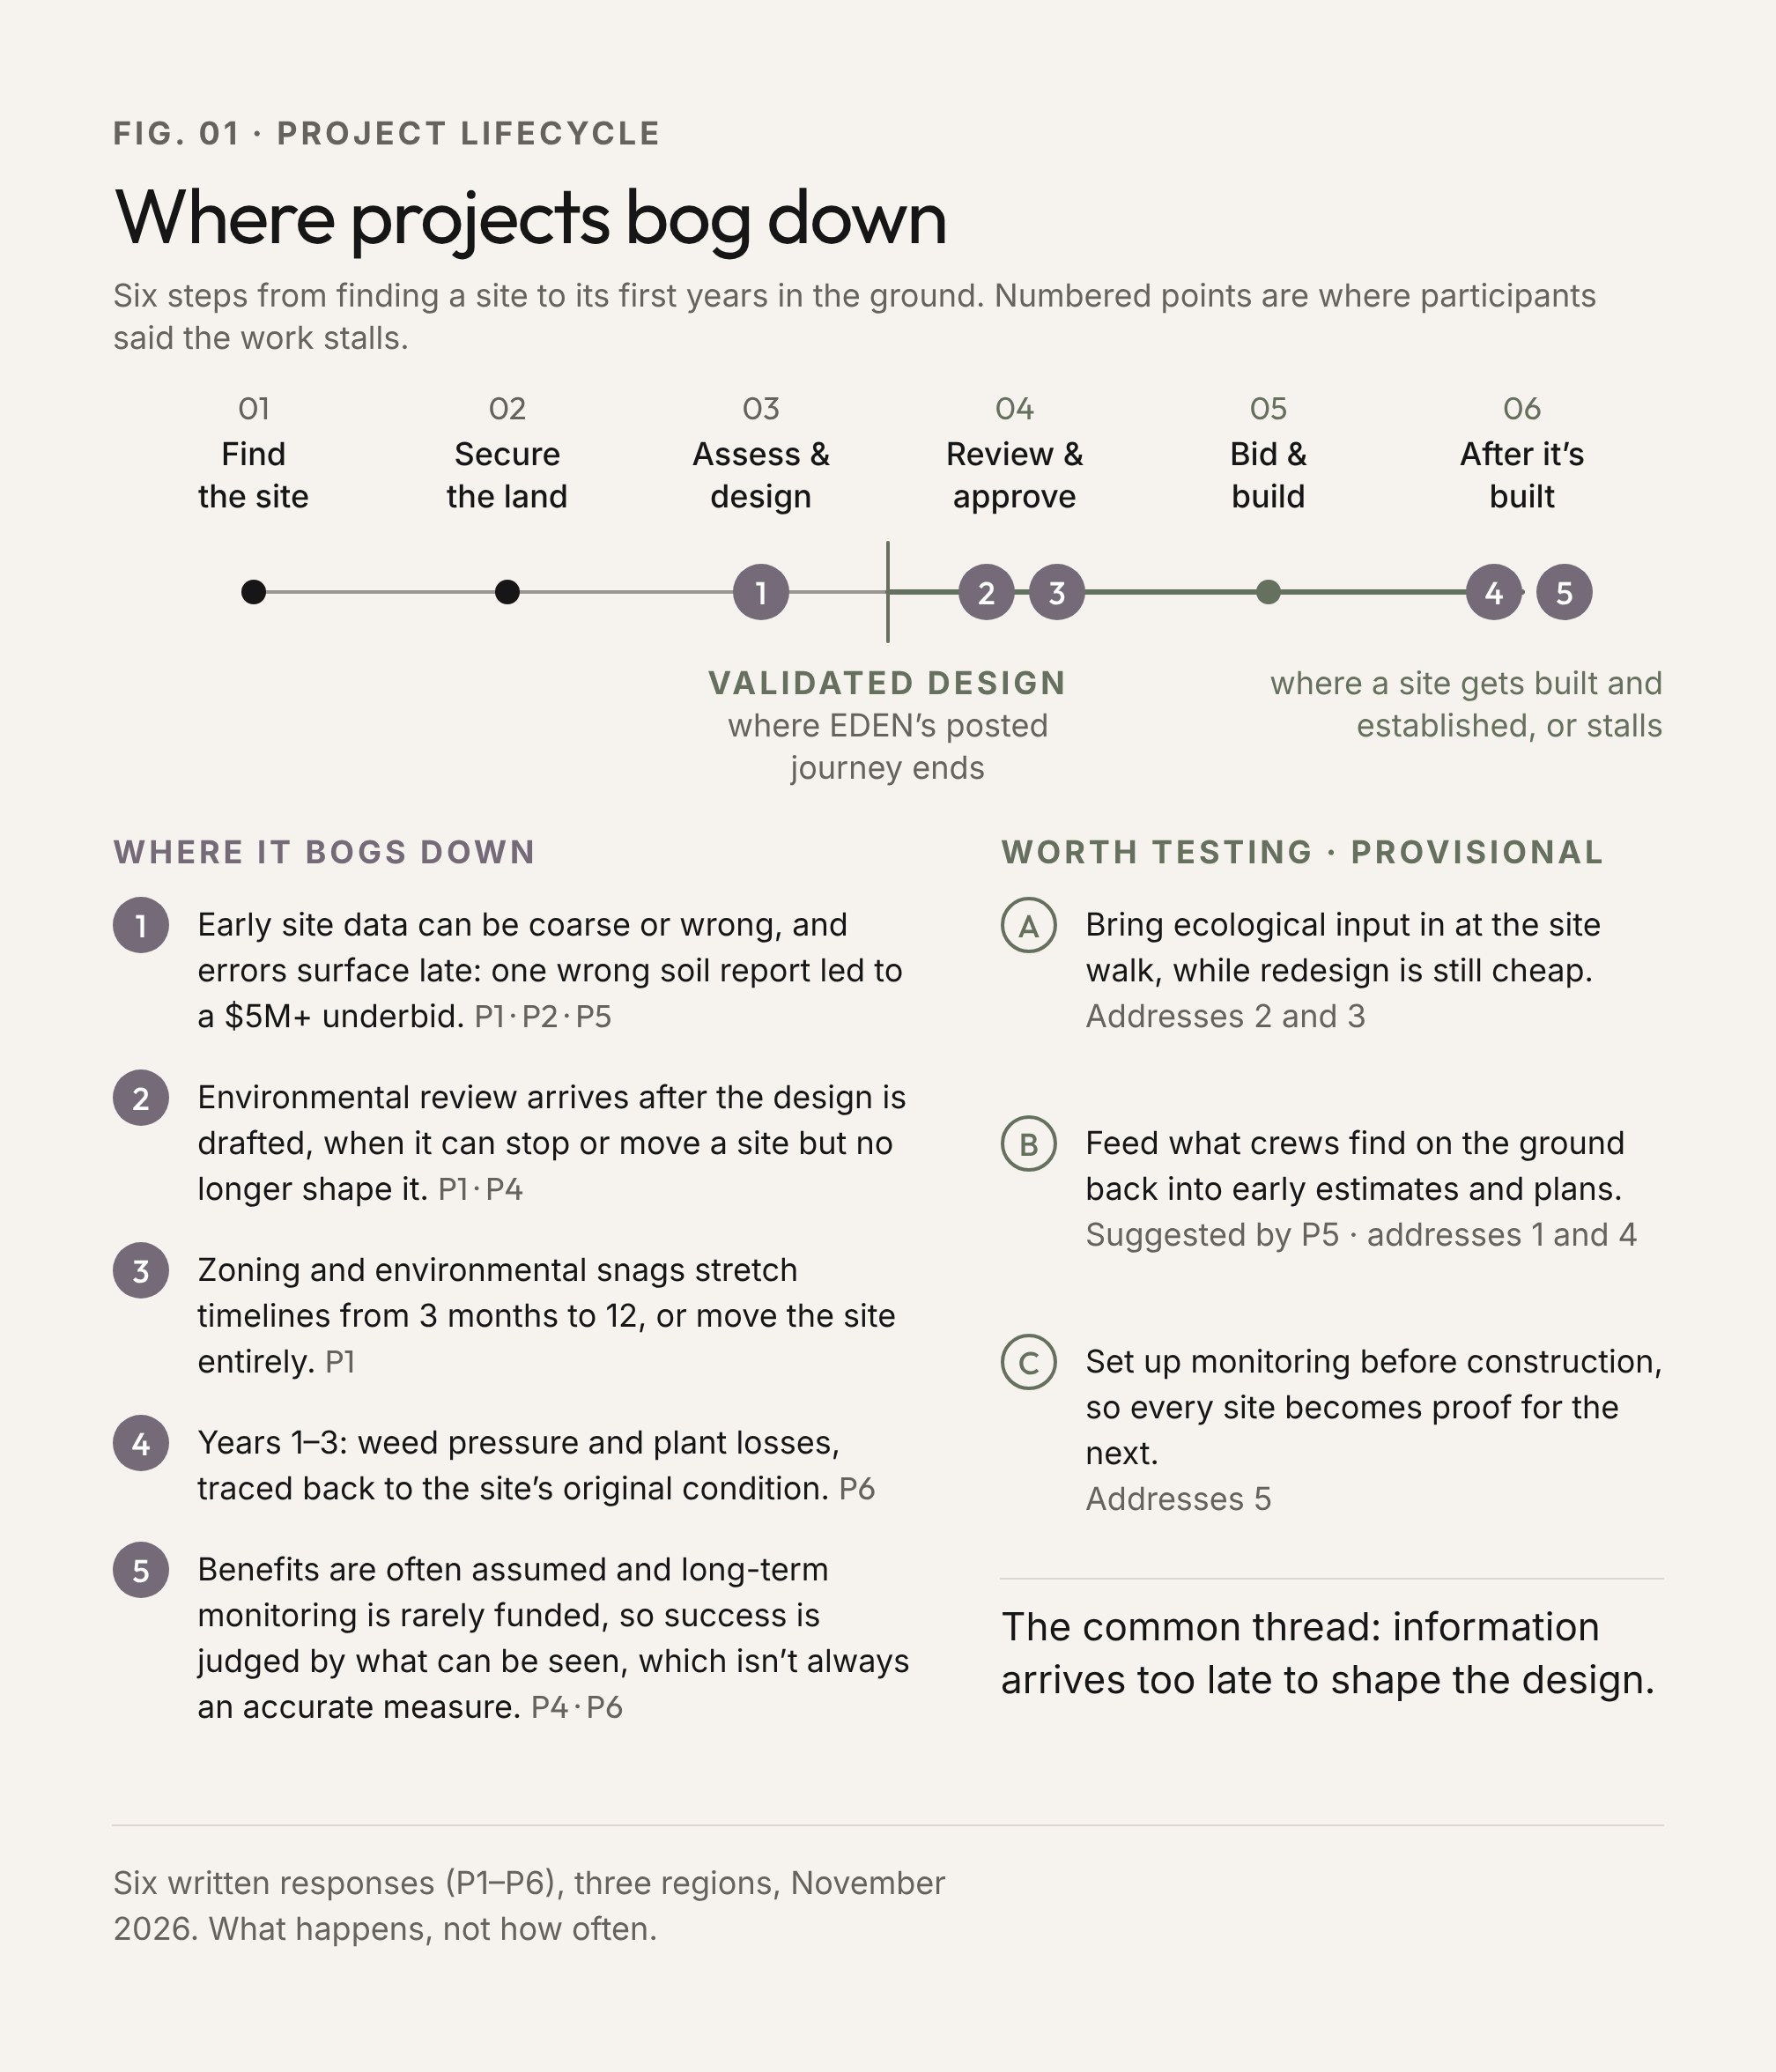 FIG. 01 · PROJECT LIFECYCLE
Where projects bog down
Six steps from finding a site to its first years in the ground. Numbered points are where participants
said the work stalls.
01
Find
the site
02
Secure
the land
03
Assess &
design
04
Review &
approve
05
Bid &
build
06
After it’s
built
1
2
3
4
5
VALIDATED DESIGN
where EDEN’s posted
journey ends
where a site gets built and
established, or stalls
WHERE IT BOGS DOWN
1
Early site data can be coarse or wrong, and
errors surface late: one wrong soil report led to
a $5M+ underbid. P1 · P2 · P5
2
Environmental review arrives after the design is
drafted, when it can stop or move a site but no
longer shape it. P1 · P4
3
Zoning and environmental snags stretch
timelines from 3 months to 12, or move the site
entirely. P1
4
Years 1–3: weed pressure and plant losses,
traced back to the site’s original condition. P6
5
Benefits are often assumed and long-term
monitoring is rarely funded, so success is
judged by what can be seen, which isn’t always
an accurate measure. P4 · P6
WORTH TESTING · PROVISIONAL
A
Bring ecological input in at the site
walk, while redesign is still cheap.
Addresses 2 and 3
B
Feed what crews find on the ground
back into early estimates and plans.
Suggested by P5 · addresses 1 and 4
C
Set up monitoring before construction,
so every site becomes proof for the
next.
Addresses 5
The common thread: information
arrives too late to shape the design.
Six written responses (P1–P6), three regions, November
2026. What happens, not how often.